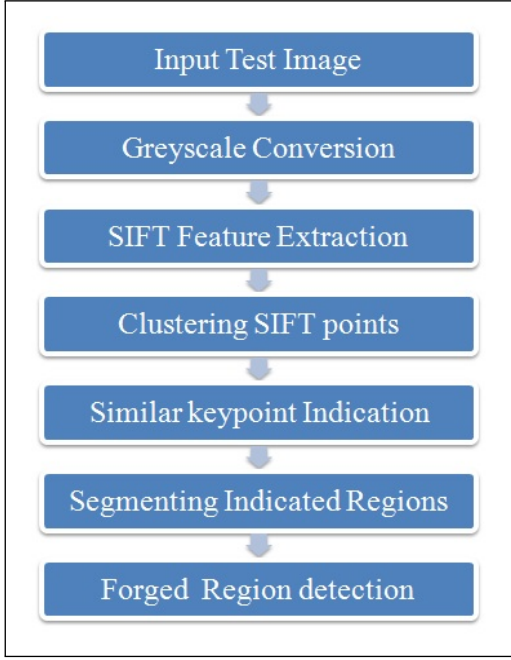 Input Test Image
Greyscale Conversion
SIFT Feature Extraction
Clustering SIFT points
Similar keypoint Indication
Segmenting Indicated Regions
Forged Region detection